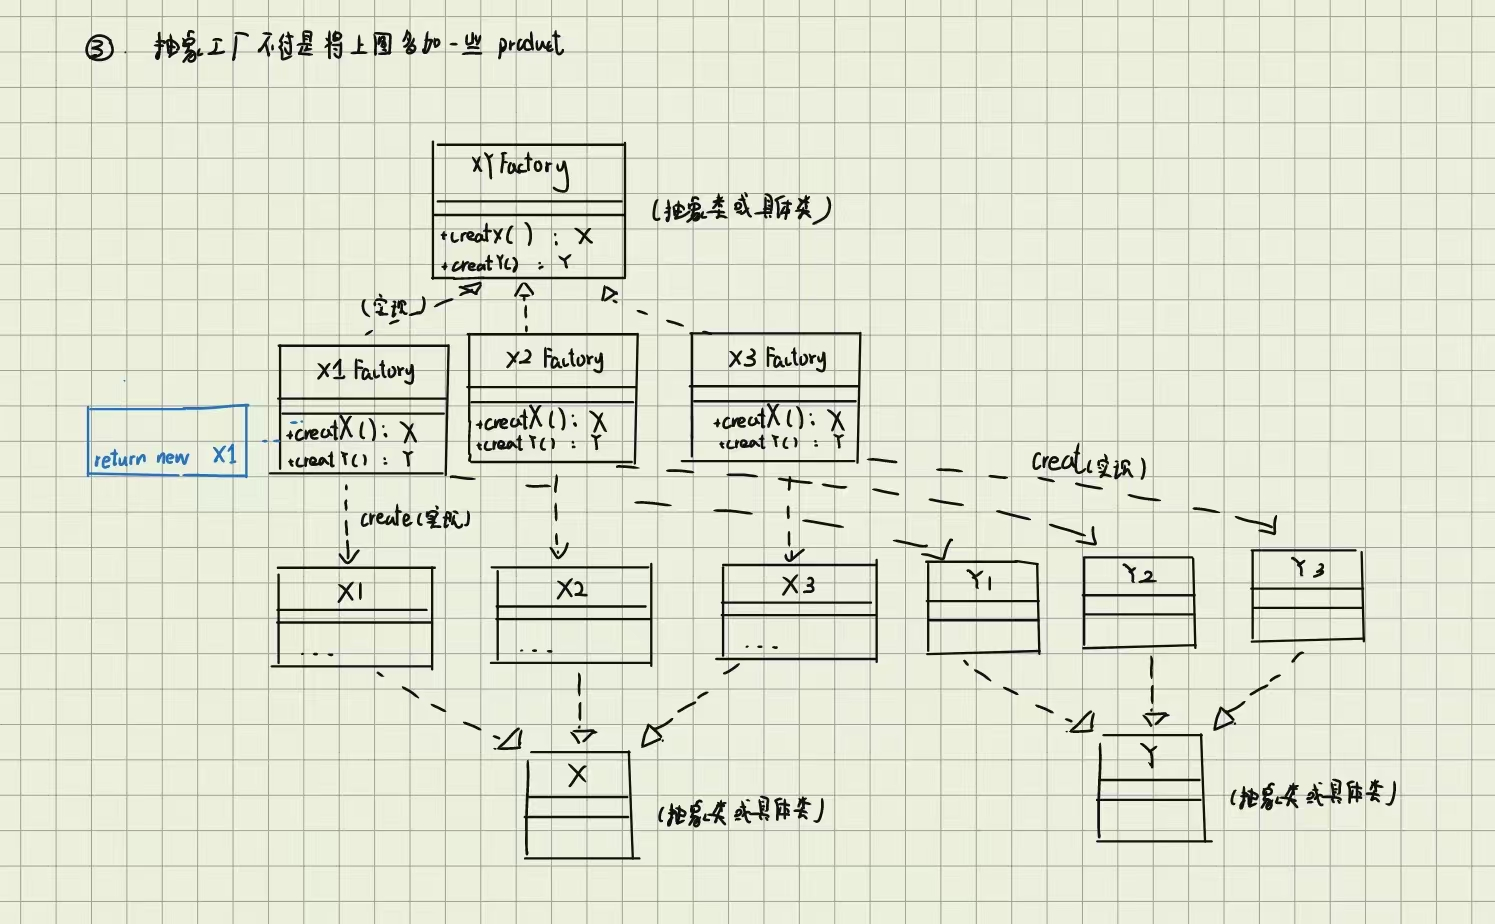 ③. 抽象工厂不过是将上图多加一些 product
XYFactory
+creatX( ) : X
+creatY() : Y
(抽象类或具体类)
(实现)
X1 Factory
+creatX(): X
+creatY() : Y
X2 Factory
+creatX(): X
+creatY() : Y
X3 Factory
+creatX(): X
+creatY() : Y
return new X1
create(实现)
creat(实现)
X1
...
X2
...
X3
...
Y1
Y2
Y3
X
(抽象类或具体类)
Y
(抽象类或具体类)